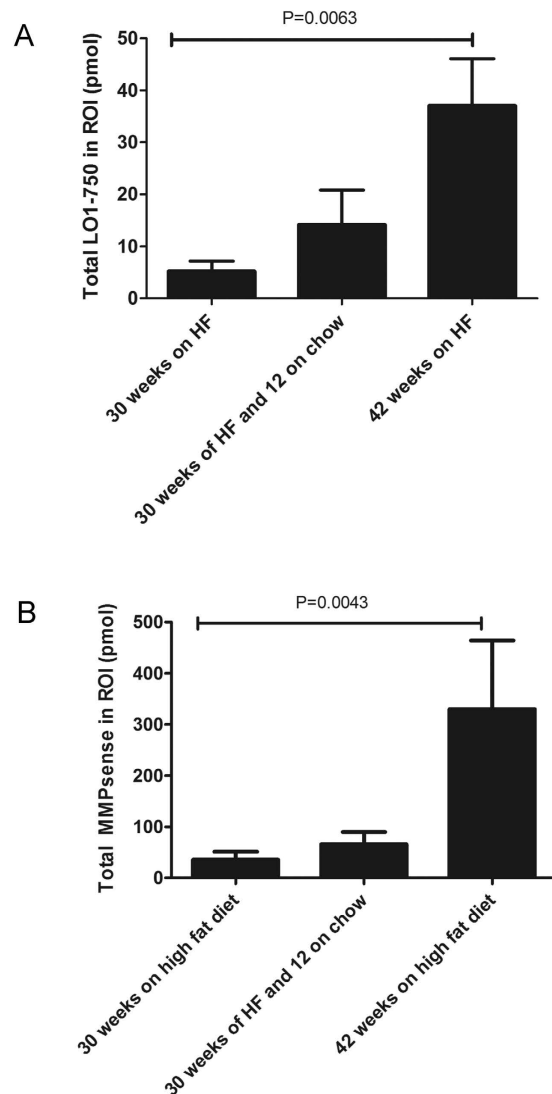 A
P=0.0063
Total LO1-750 in ROI (pmol)
50
40
30
20
10
0
30 weeks on HF
30 weeks of HF and 12 on chow
42 weeks on HF
B
P=0.0043
Total MMPsense in ROI (pmol)
500
400
300
200
100
0
30 weeks on high fat diet
30 weeks of HF and 12 on chow
42 weeks on high fat diet